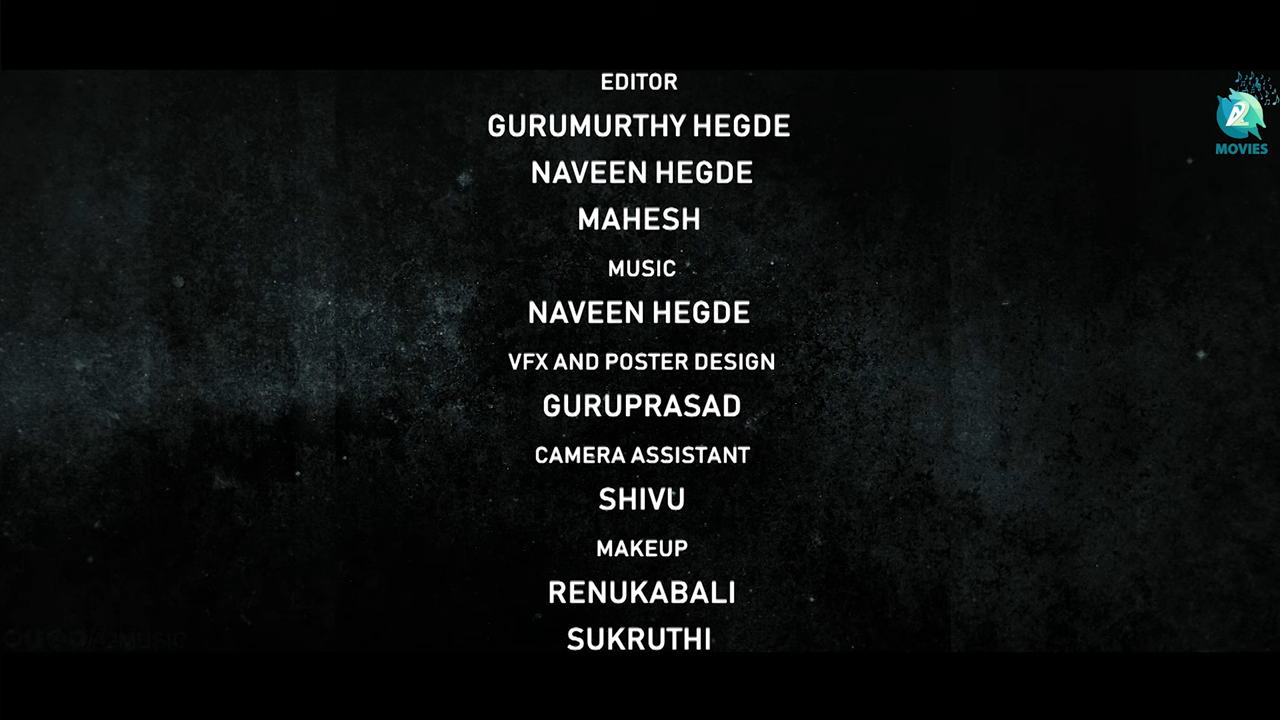 EDITOR
GURUMURTHY HEGDE
NAVEEN HEGDE
MAHESH
MUSIC
NAVEEN HEGDE
VFX AND POSTER DESIGN
GURUPRASAD
CAMERA ASSISTANT
SHIVU
MAKEUP
RENUKABALI
SUKRUTHI
2
MOVIES